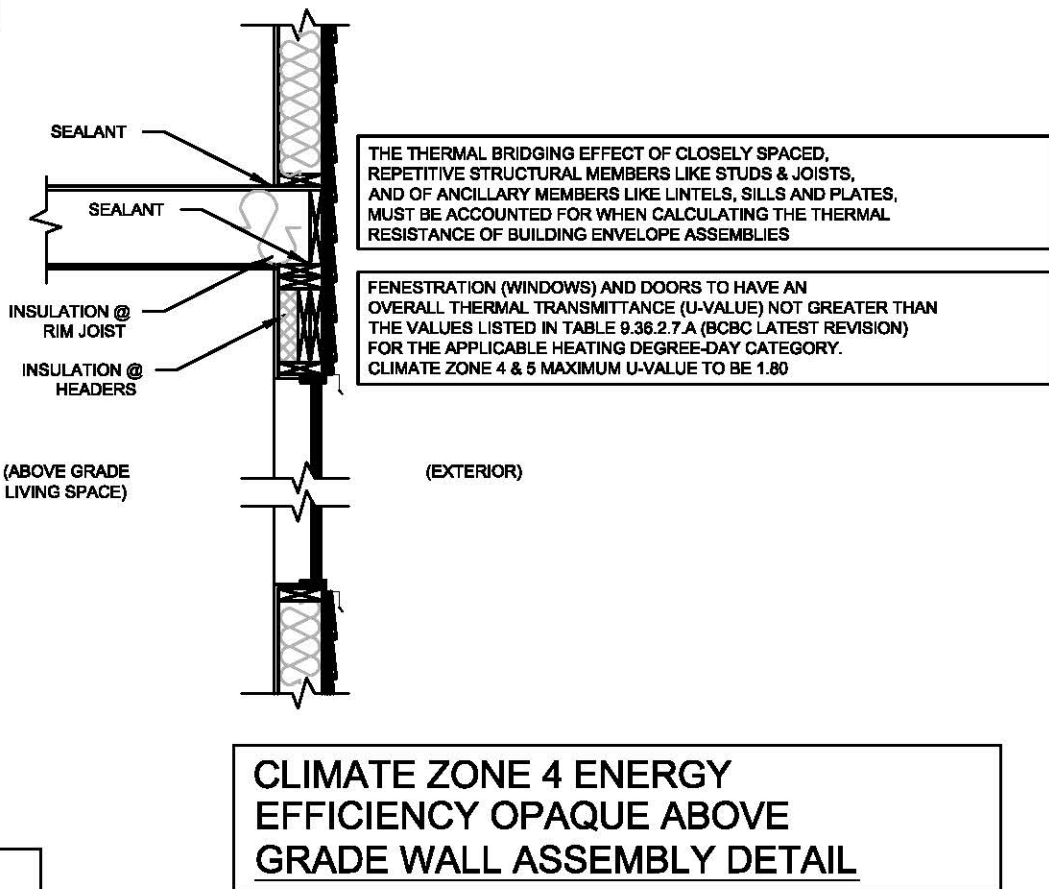 SEALANT
THE THERMAL BRIDGING EFFECT OF CLOSELY SPACED,
REPETITIVE STRUCTURAL MEMBERS LIKE STUDS & JOISTS,
AND OF ANCILLARY MEMBERS LIKE LINTELS, SILLS AND PLATES,
MUST BE ACCOUNTED FOR WHEN CALCULATING THE THERMAL
RESISTANCE OF BUILDING ENVELOPE ASSEMBLIES
SEALANT
FENESTRATION (WINDOWS) AND DOORS TO HAVE AN
OVERALL THERMAL TRANSMITTANCE (U-VALUE) NOT GREATER THAN
THE VALUES LISTED IN TABLE 9.36.2.7.A (BCBC LATEST REVISION)
FOR THE APPLICABLE HEATING DEGREE-DAY CATEGORY.
CLIMATE ZONE 4 & 5 MAXIMUM U-VALUE TO BE 1.80
INSULATION @
RIM JOIST
INSULATION @
HEADERS
(ABOVE GRADE
LIVING SPACE)
(EXTERIOR)
CLIMATE ZONE 4 ENERGY
EFFICIENCY OPAQUE ABOVE
GRADE WALL ASSEMBLY DETAIL